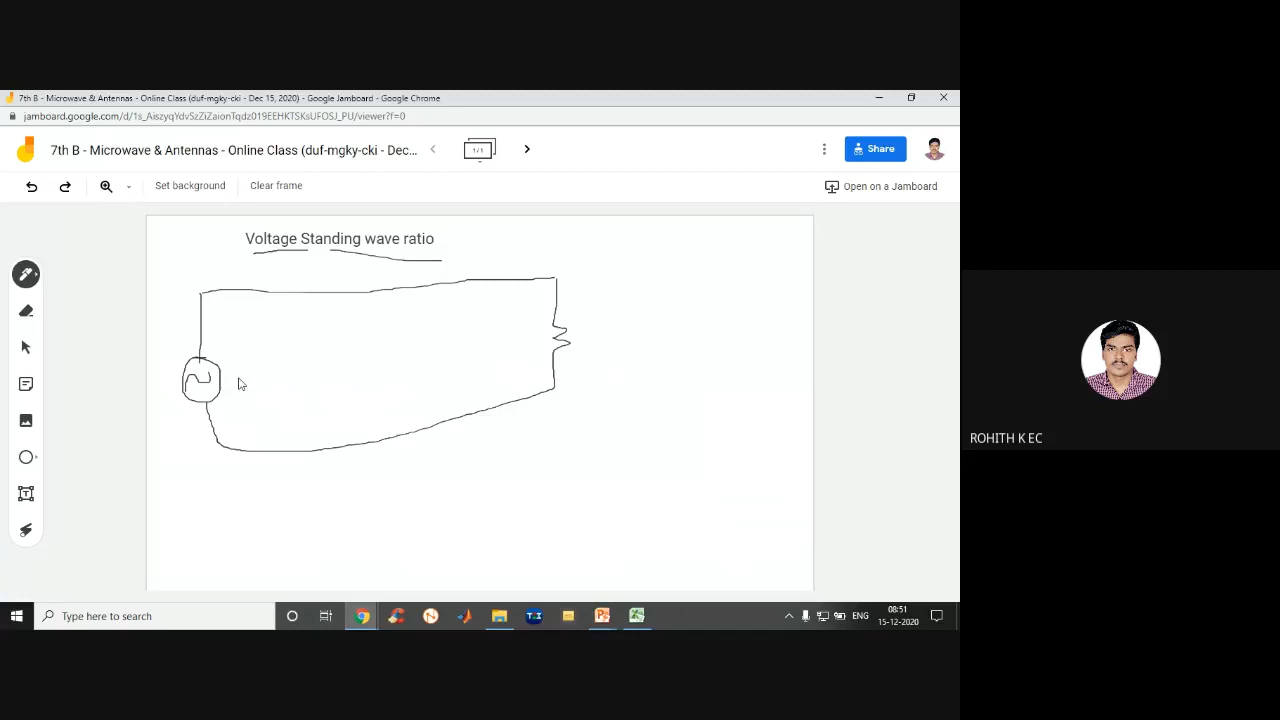 7th B - Microwave & Antennas - Online Class (duf-mgky-cki - Dec 15, 2020) - Google Jamboard - Google Chrome
jamboard.google.com/d/1s_AiszyqYdvSzZiZaionTqdz019EEHKTSKsUFOSJ_PU/viewer?f=0
7th B - Microwave & Antennas - Online Class (duf-mgky-cki - Dec...
1/1
Share
Set background
Clear frame
Open on a Jamboard
Voltage Standing wave ratio
ROHITH K EC
Type here to search
ENG
08:51
15-12-2020